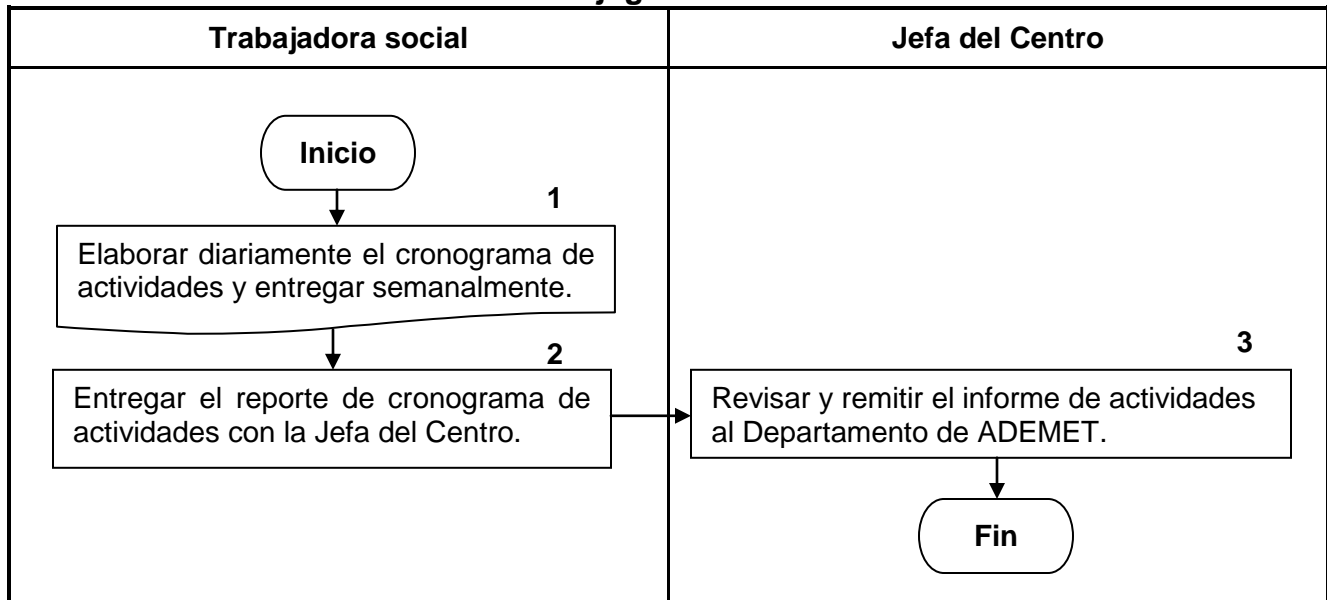 Trabajadora social
Jefa del Centro
Inicio
1
Elaborar diariamente el cronograma de
actividades y entregar semanalmente.
2
Entregar el reporte de cronograma de
actividades con la Jefa del Centro.
3
Revisar y remitir el informe de actividades
al Departamento de ADEMET.
Fin